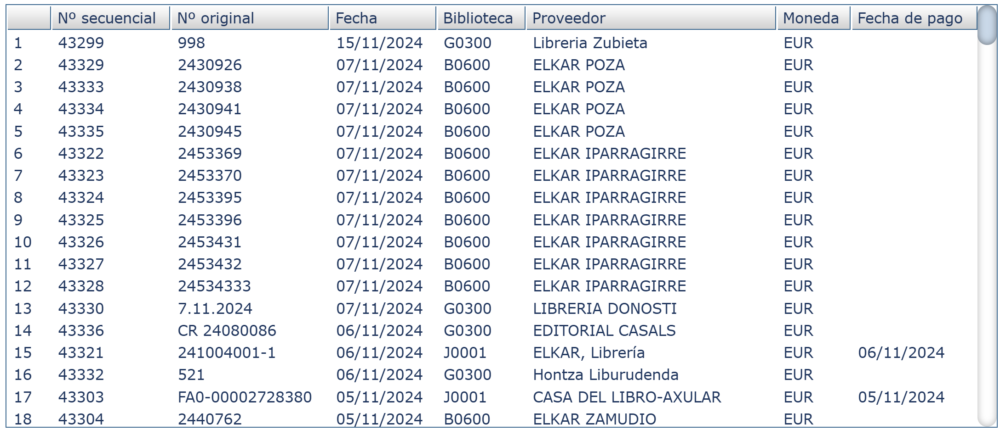 Nº secuencial Nº original Fecha Biblioteca Proveedor Moneda Fecha de pago
1 43299 998 15/11/2024 G0300 Libreria Zubieta EUR
2 43329 2430926 07/11/2024 B0600 ELKAR POZA EUR
3 43333 2430938 07/11/2024 B0600 ELKAR POZA EUR
4 43334 2430941 07/11/2024 B0600 ELKAR POZA EUR
5 43335 2430945 07/11/2024 B0600 ELKAR POZA EUR
6 43322 2453369 07/11/2024 B0600 ELKAR IPARRAGIRRE EUR
7 43323 2453370 07/11/2024 B0600 ELKAR IPARRAGIRRE EUR
8 43324 2453395 07/11/2024 B0600 ELKAR IPARRAGIRRE EUR
9 43325 2453396 07/11/2024 B0600 ELKAR IPARRAGIRRE EUR
10 43326 2453431 07/11/2024 B0600 ELKAR IPARRAGIRRE EUR
11 43327 2453432 07/11/2024 B0600 ELKAR IPARRAGIRRE EUR
12 43328 24534333 07/11/2024 B0600 ELKAR IPARRAGIRRE EUR
13 43330 7.11.2024 07/11/2024 G0300 LIBRERIA DONOSTI EUR
14 43336 CR 24080086 06/11/2024 G0300 EDITORIAL CASALS EUR
15 43321 241004001-1 06/11/2024 J0001 ELKAR, Librería EUR 06/11/2024
16 43332 521 06/11/2024 G0300 Hontza Liburudenda EUR
17 43303 FA0-00002728380 05/11/2024 J0001 CASA DEL LIBRO-AXULAR EUR 05/11/2024
18 43304 2440762 05/11/2024 B0600 ELKAR ZAMUDIO EUR